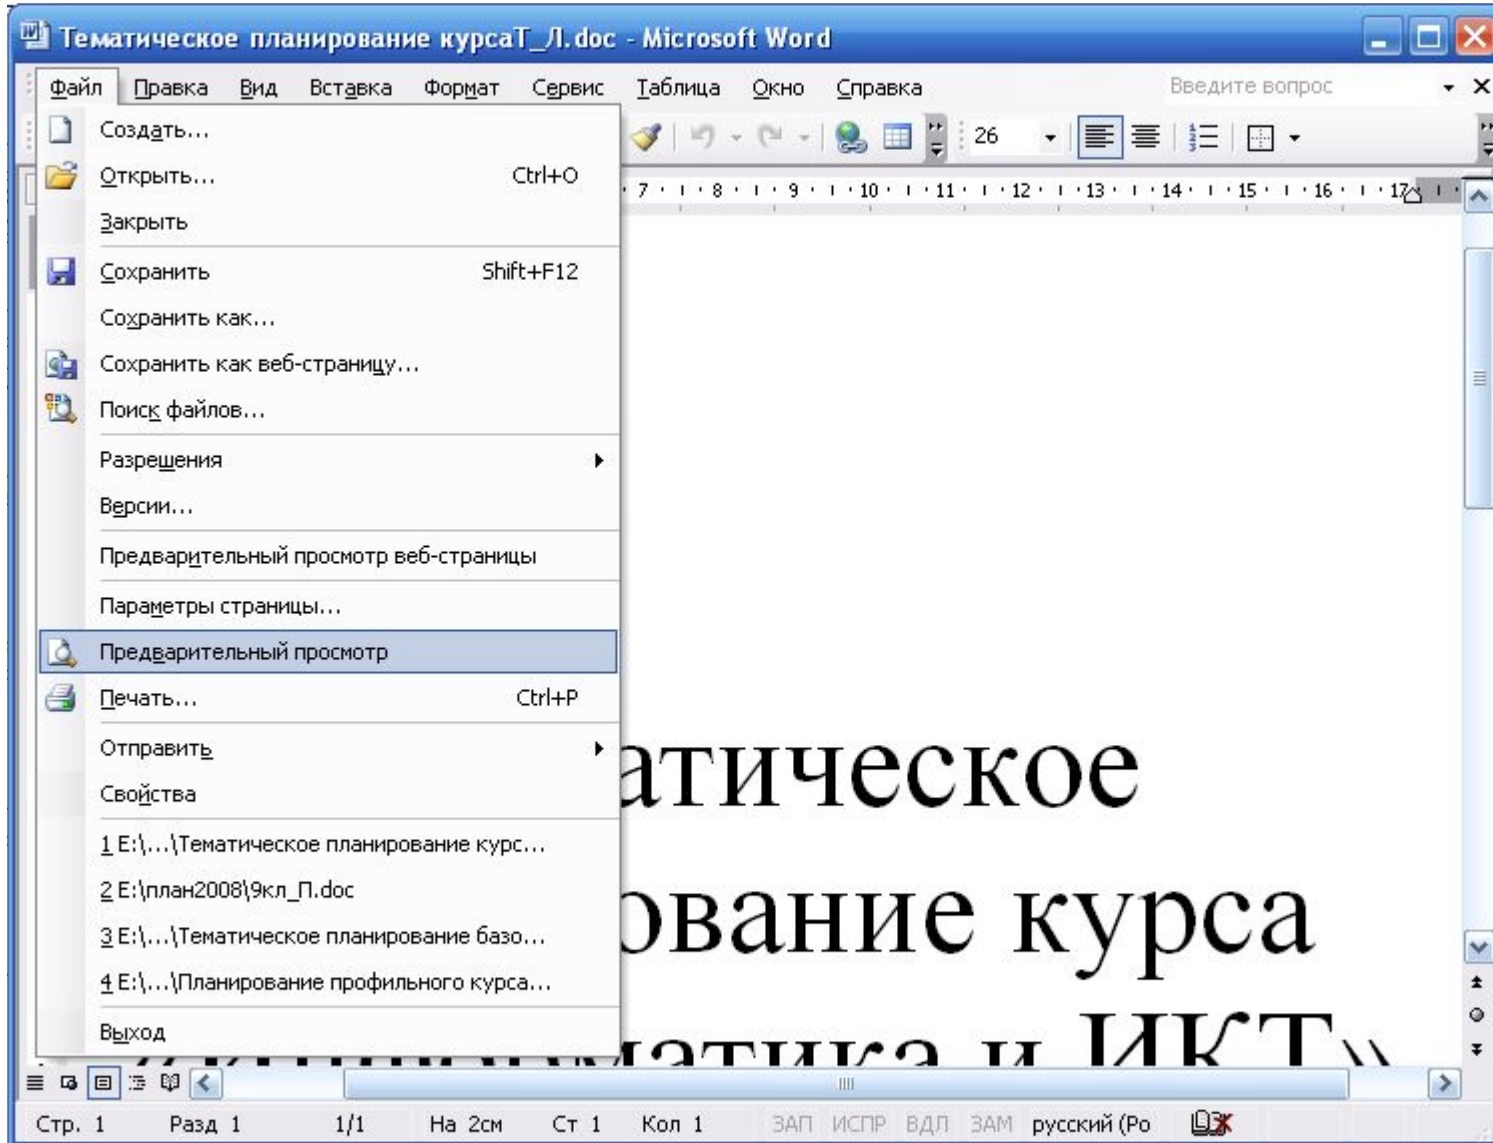 Тематическое планирование курсаТ_Л.doc - Microsoft Word
Файл Правка Вид Вставка Формат Сервис Таблица Окно Справка Введите вопрос
26
7 8 9 10 11 12 13 14 15 16 17
Создать...
Открыть... Ctrl+O
Закрыть
Сохранить Shift+F12
Сохранить как...
Сохранить как веб-страницу...
Поиск файлов...
Разрешения
Версии...
Предварительный просмотр веб-страницы
Параметры страницы...
Предварительный просмотр
Печать... Ctrl+P
Отправить
Свойства
1 E:\...\Тематическое планирование курс...
2 E:\план2008\9кл_П.doc
3 E:\...\Тематическое планирование базо...
4 E:\...\Планирование профильного курса...
Выход
атическое
ование курса
матика и ИКТ»
Стр. 1 Разд 1 1/1 На 2см Ст 1 Кол 1 ЗАП ИСПР ВДЛ ЗАМ русский (Ро